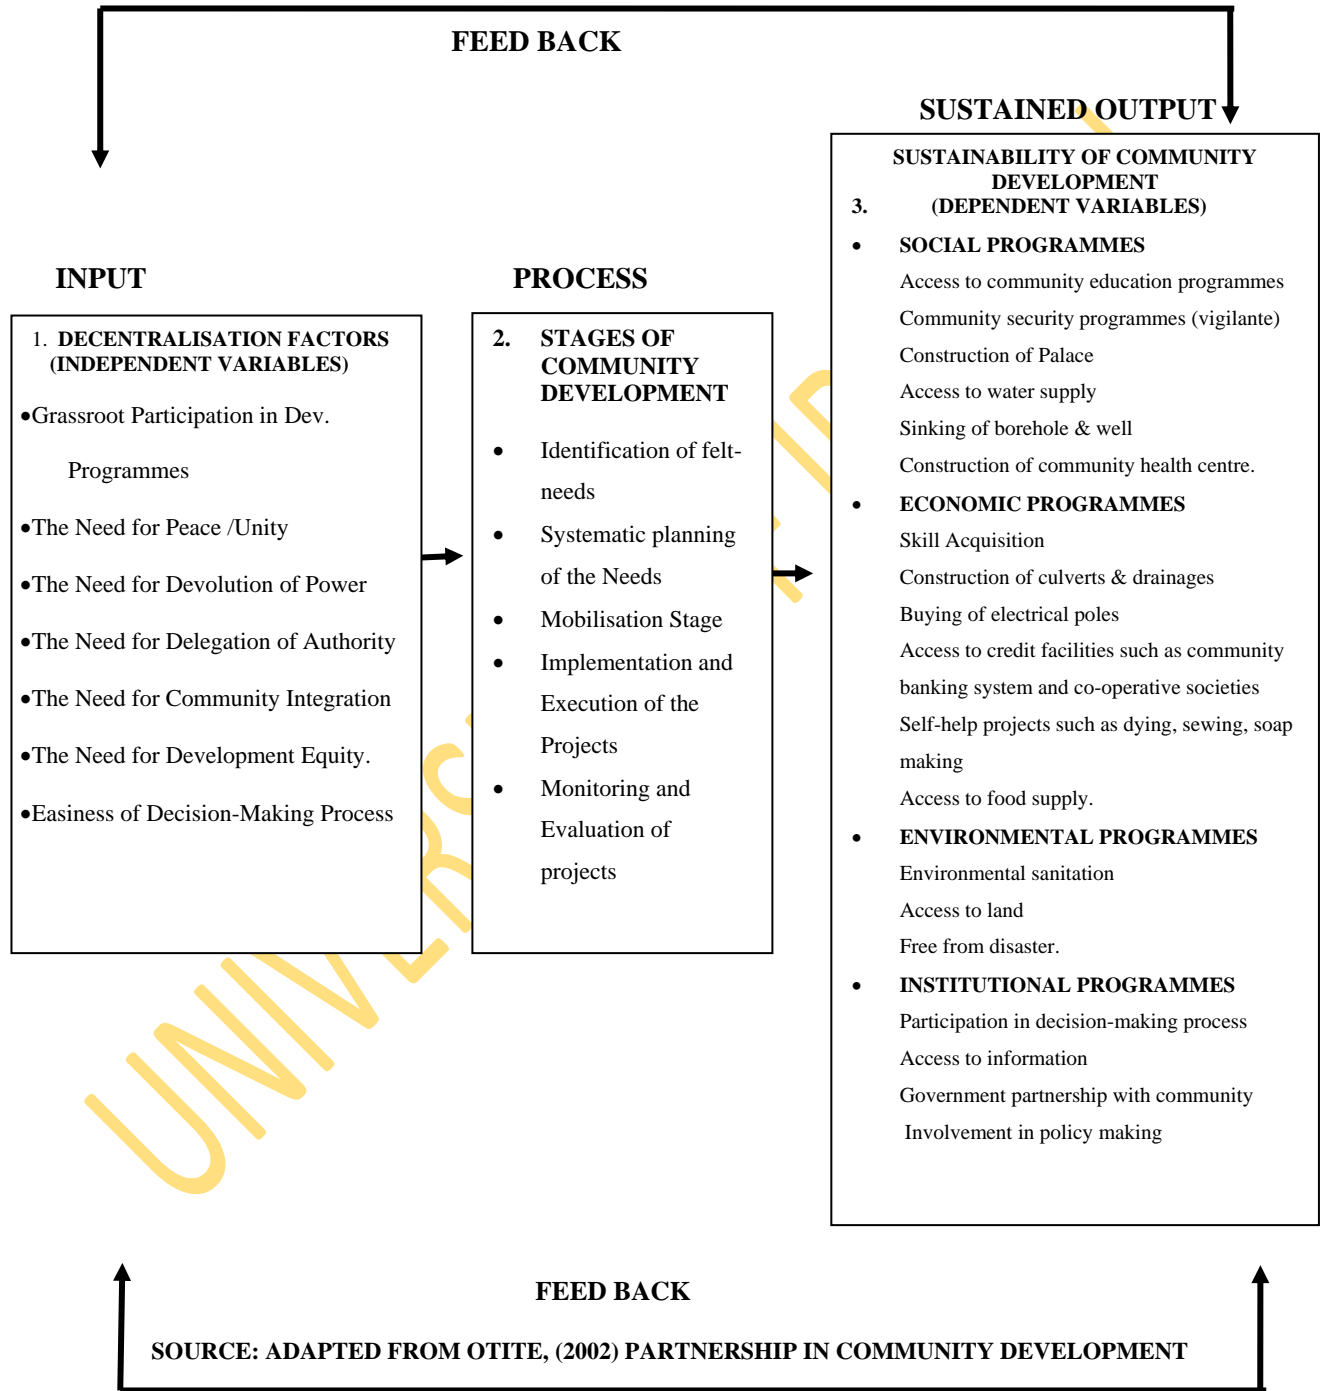 FEED BACK
SUSTAINED OUTPUT
INPUT
1. DECENTRALISATION FACTORS
(INDEPENDENT VARIABLES)
•Grassroot Participation in Dev.
Programmes
•The Need for Peace /Unity
•The Need for Devolution of Power
•The Need for Delegation of Authority
•The Need for Community Integration
•The Need for Development Equity.
•Easiness of Decision-Making Process
PROCESS
2. STAGES OF
COMMUNITY
DEVELOPMENT
• Identification of felt-
needs
• Systematic planning
of the Needs
• Mobilisation Stage
• Implementation and
Execution of the
Projects
• Monitoring and
Evaluation of
projects
SUSTAINABILITY OF COMMUNITY
DEVELOPMENT
3. (DEPENDENT VARIABLES)
• SOCIAL PROGRAMMES
Access to community education programmes
Community security programmes (vigilante)
Construction of Palace
Access to water supply
Sinking of borehole & well
Construction of community health centre.
• ECONOMIC PROGRAMMES
Skill Acquisition
Construction of culverts & drainages
Buying of electrical poles
Access to credit facilities such as community
banking system and co-operative societies
Self-help projects such as dying, sewing, soap
making
Access to food supply.
• ENVIRONMENTAL PROGRAMMES
Environmental sanitation
Access to land
Free from disaster.
• INSTITUTIONAL PROGRAMMES
Participation in decision-making process
Access to information
Government partnership with community
Involvement in policy making
FEED BACK
SOURCE: ADAPTED FROM OTITE, (2002) PARTNERSHIP IN COMMUNITY DEVELOPMENT